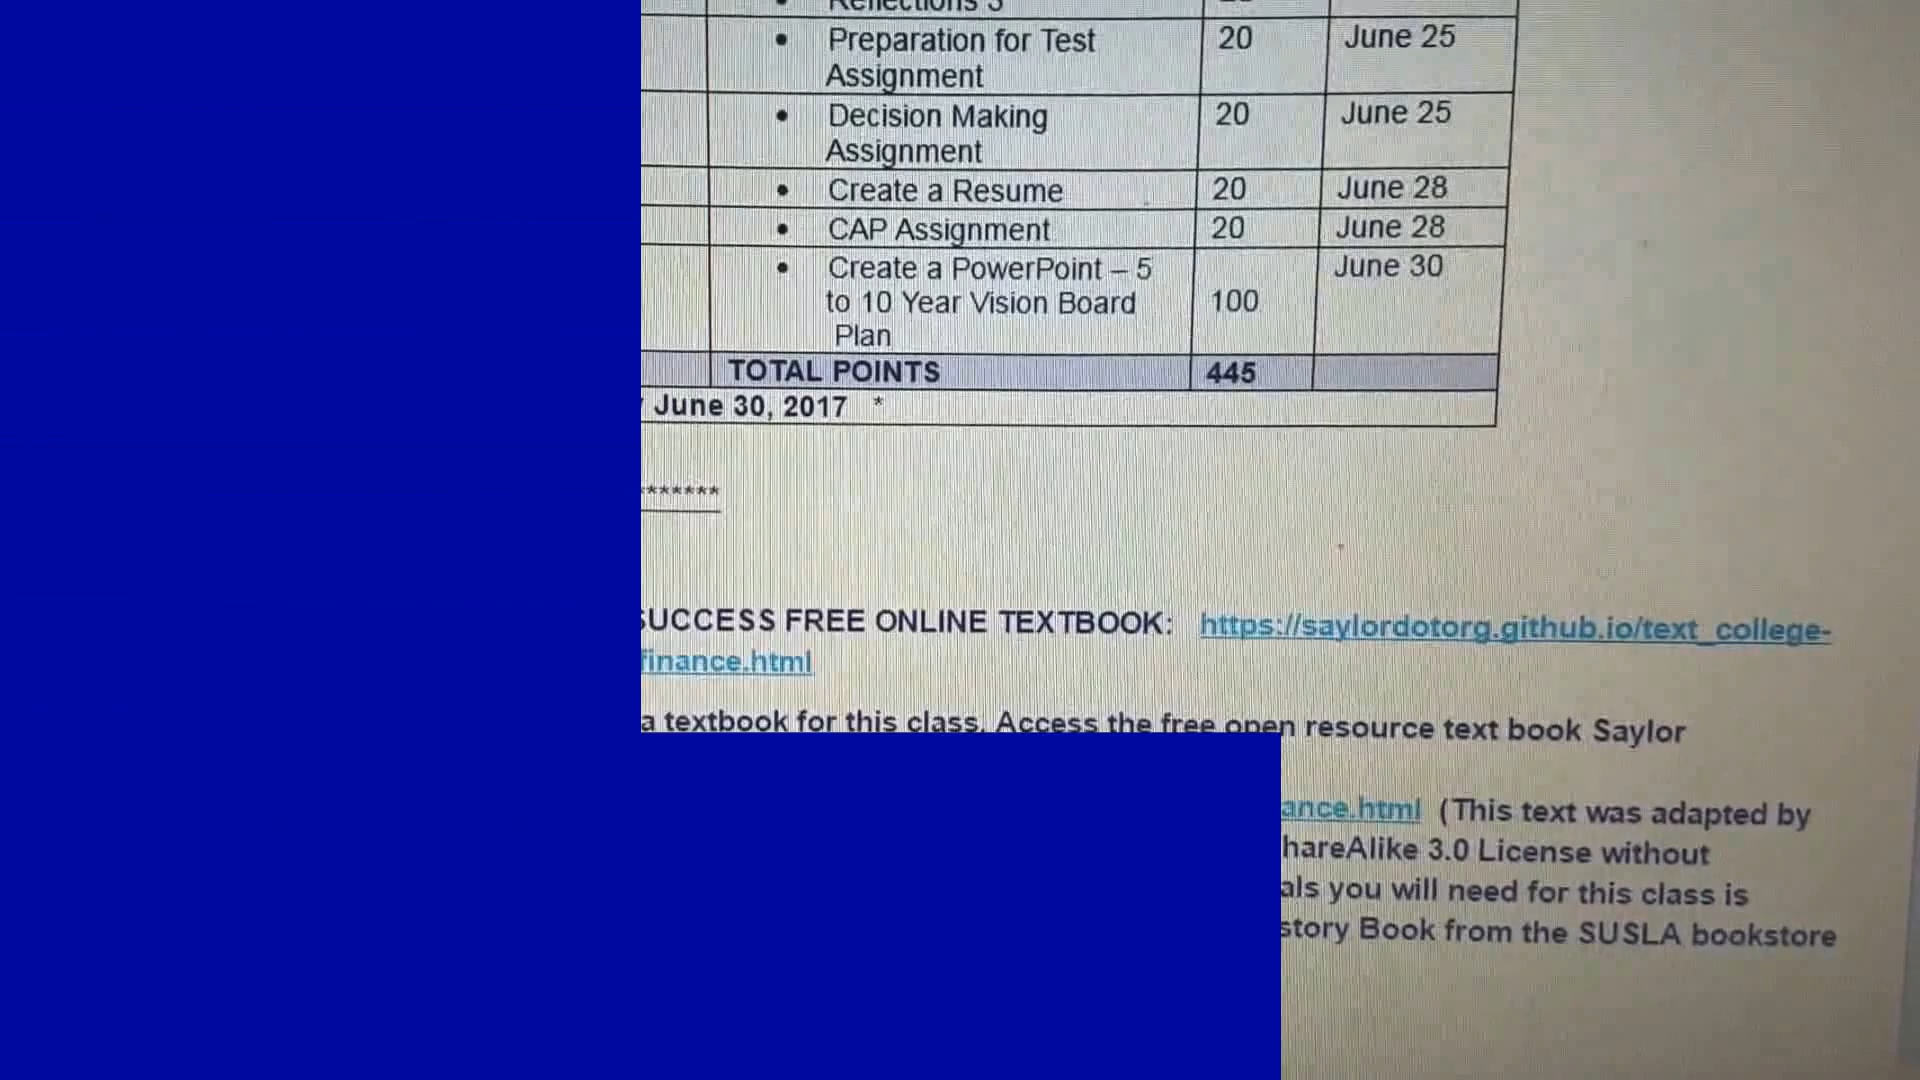 Reflections 3
Preparation for Test 20 June 25
Assignment
Decision Making 20 June 25
Assignment
Create a Resume 20 June 28
CAP Assignment 20 June 28
Create a PowerPoint – 5 June 30
to 10 Year Vision Board 100
Plan
TOTAL POINTS 445
June 30, 2017 *
*******
SUCCESS FREE ONLINE TEXTBOOK: https://saylordotorg.github.io/text_college-
finance.html
a textbook for this class. Access the free open resource text book Saylor
ance.html (This text was adapted by
hareAlike 3.0 License without
als you will need for this class is
story Book from the SUSLA bookstore